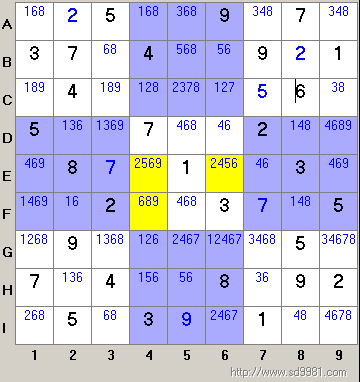 A 168 2 5 168 368 9 348 7 348
B 3 7 68 4 568 56 9 2 1
C 189 4 189 128 2378 127 5 6 38
D 5 136 1369 7 468 46 2 148 4689
E 469 8 7 2569 1 2456 46 3 469
F 1469 16 2 689 468 3 7 148 5
G 1268 9 1368 126 2467 12467 3468 5 34678
H 7 136 4 156 56 8 36 9 2
I 268 5 68 3 9 2467 1 48 4678
1 2 3 4 5 6 7 8 9
http://www.sd9981.com